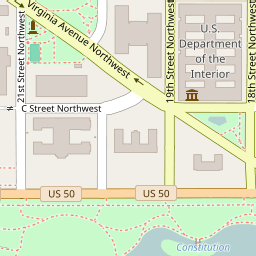 Virginia Avenue Northwest
21st Street Northwest
U.S.
Department
of the
Interior
19th Street Northwest
18th Street Northwest
C Street Northwest
US 50
US 50
Constitution